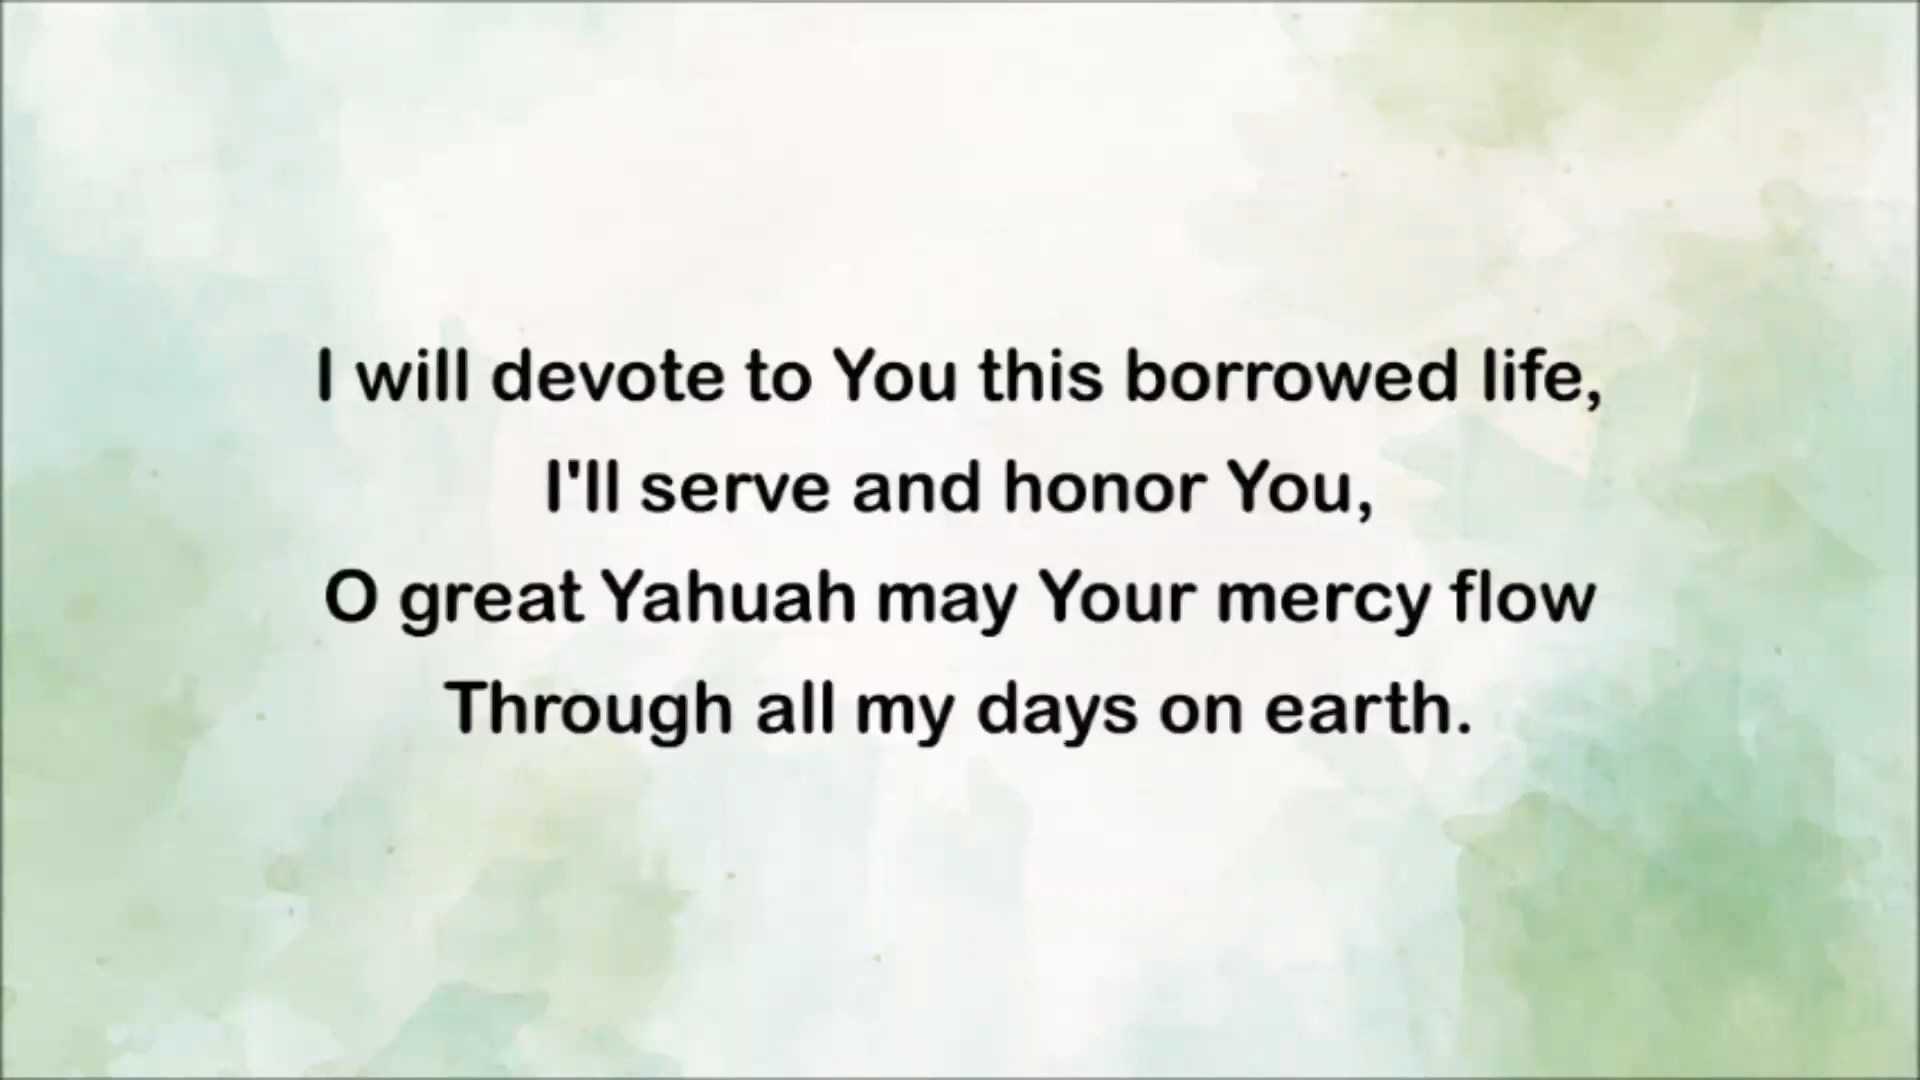 I will devote to You this borrowed life,
I'll serve and honor You,
O great Yahuah may Your mercy flow
Through all my days on earth.